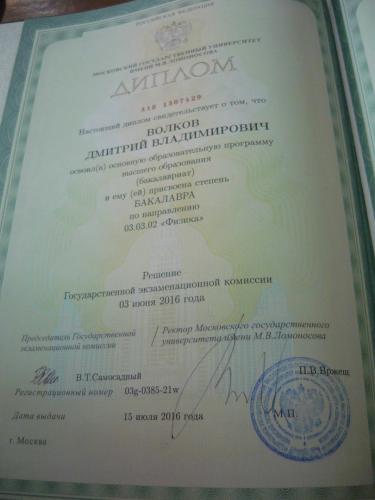 РОССИЙСКАЯ ФЕДЕРАЦИЯ
МОСКОВСКИЙ ГОСУДАРСТВЕННЫЙ УНИВЕРСИТЕТ
ИМЕНИ М.В.ЛОМОНОСОВА
ДИПЛОМ
ААВ 1307429
Настоящий диплом свидетельствует о том, что
ВОЛКОВ
ДМИТРИЙ ВЛАДИМИРОВИЧ
освоил(а) основную образовательную программу
высшего образования
(бакалавриат)
и ему (ей) присвоена степень
БАКАЛАВРА
по направлению
03.03.02 «Физика»
Решение
Государственной экзаменационной комиссии
03 июня 2016 года
Председатель Государственной
экзаменационной комиссии
Ректор Московского государственного
университета имени М.В.Ломоносова
В.Т.Самосадный
П.В.Вржещ
Регистрационный номер 03g-0385-21w
М.П.
Дата выдачи 15 июля 2016 года
г. Москва